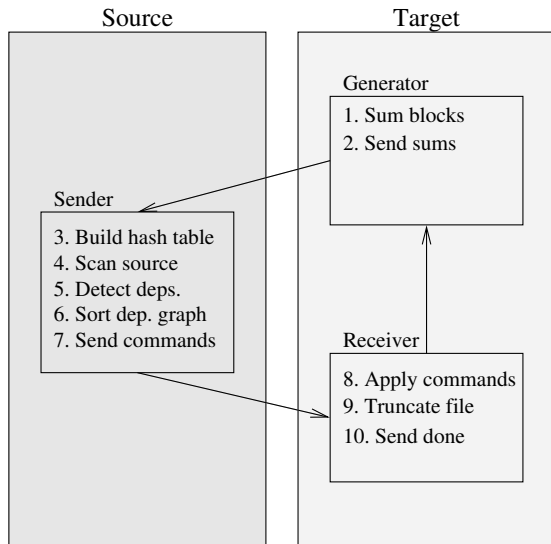 Source
Target
Generator
1. Sum blocks
2. Send sums
Sender
3. Build hash table
4. Scan source
5. Detect deps.
6. Sort dep. graph
7. Send commands
Receiver
8. Apply commands
9. Truncate file
10. Send done